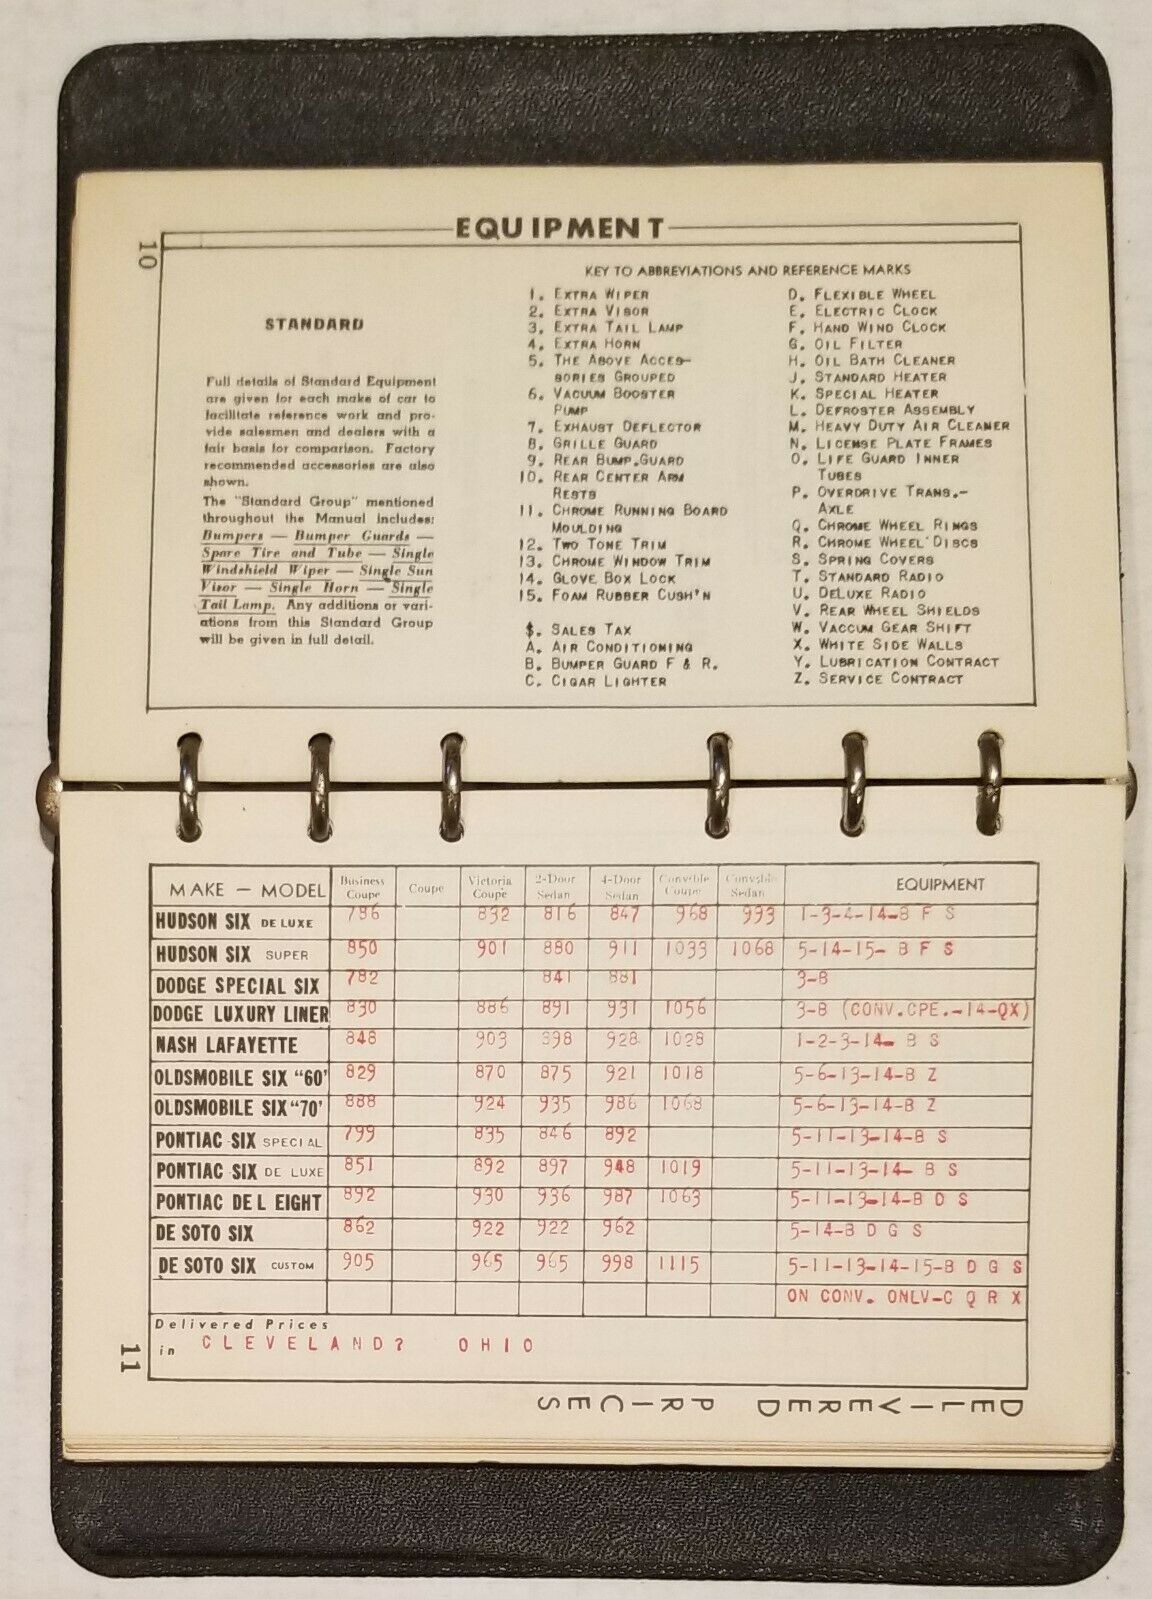 EQUIPMENT
10
STANDARD
Full details of Standard Equipment
are given for each make of car to
facilitate reference work and pro-
vide salesmen and dealers with a
fair basis for comparison. Factory
recommended accessories are also
shown.
The "Standard Group" mentioned
throughout the Manual includes:
Bumpers — Bumper Guards —
Spare Tire and Tube — Single
Windshield Wiper — Single Sun
Visor — Single Horn — Single
Tail Lamp. Any additions or vari-
ations from this Standard Group
will be given in full detail.
KEY TO ABBREVIATIONS AND REFERENCE MARKS
1. EXTRA WIPER
2. EXTRA VISOR
3. EXTRA TAIL LAMP
4. EXTRA HORN
5. THE ABOVE ACCES-
SORIES GROUPED
6. VACUUM BOOSTER
PUMP
7. EXHAUST DEFLECTOR
8. GRILLE GUARD
9. REAR BUMP.GUARD
10. REAR CENTER ARM
RESTS
11. CHROME RUNNING BOARD
MOULDING
12. TWO TONE TRIM
13. CHROME WINDOW TRIM
14. GLOVE BOX LOCK
15. FOAM RUBBER CUSH'N
$. SALES TAX
A. AIR CONDITIONING
B. BUMPER GUARD F & R.
C. CIGAR LIGHTER
D. FLEXIBLE WHEEL
E. ELECTRIC CLOCK
F. HAND WIND CLOCK
G. OIL FILTER
H. OIL BATH CLEANER
J. STANDARD HEATER
K. SPECIAL HEATER
L. DEFROSTER ASSEMBLY
M. HEAVY DUTY AIR CLEANER
N. LICENSE PLATE FRAMES
O. LIFE GUARD INNER
TUBES
P. OVERDRIVE TRANS.-
AXLE
Q. CHROME WHEEL RINGS
R. CHROME WHEEL DISCS
S. SPRING COVERS
T. STANDARD RADIO
U. DELUXE RADIO
V. REAR WHEEL SHIELDS
W. VACCUM GEAR SHIFT
X. WHITE SIDE WALLS
Y. LUBRICATION CONTRACT
Z. SERVICE CONTRACT
MAKE — MODEL Business Coupe Coupe Victoria Coupe 2-Door Sedan 4-Door Sedan Conv'ble Coupe Conv'ble Sedan EQUIPMENT
HUDSON SIX DE LUXE 786 832 816 847 968 993 1-3-4-14-B F S
HUDSON SIX SUPER 850 901 880 911 1033 1068 5-14-15- B F S
DODGE SPECIAL SIX 782 841 881 3-B
DODGE LUXURY LINER 830 886 891 931 1056 3-B (CONV.CPE.-14-QX)
NASH LAFAYETTE 848 903 898 928 1028 1-2-3-14- B S
OLDSMOBILE SIX "60' 829 870 875 921 1018 5-6-13-14-B Z
OLDSMOBILE SIX "70' 888 924 935 986 1068 5-6-13-14-B Z
PONTIAC SIX SPECIAL 799 835 846 892 5-11-13-14-B S
PONTIAC SIX DE LUXE 851 892 897 948 1019 5-11-13-14- B S
PONTIAC DEL EIGHT 892 930 936 987 1063 5-11-13-14-B D S
DE SOTO SIX 862 922 922 962 5-14-B D G S
DE SOTO SIX CUSTOM 905 965 965 998 1115 5-11-13-14-15-B D G S
ON CONV. ONLV-C Q R X
Delivered Prices
in CLEVELAND? OHIO
11
DELIVERED PRICES